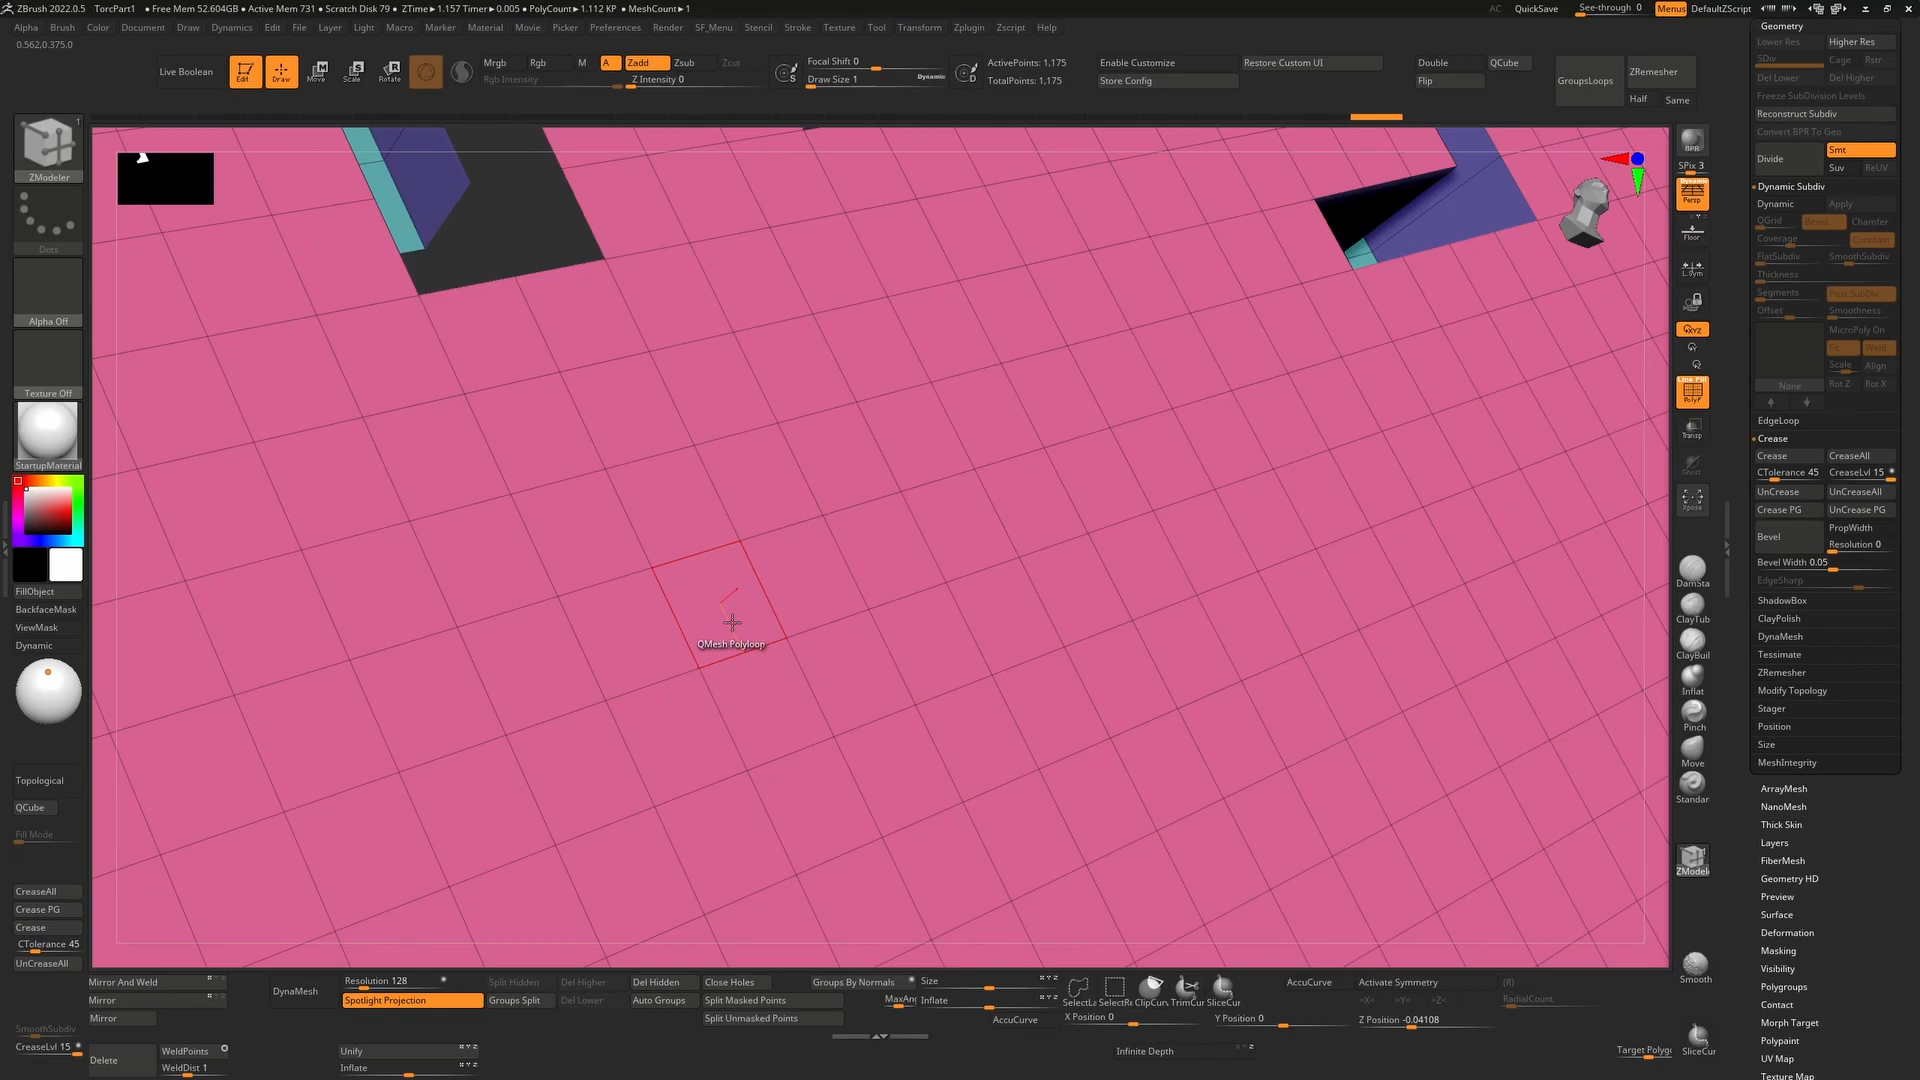 ZBrush 2022.0.5 TorcPart1 • Free Mem 52.604GB • Active Mem 731 • Scratch Disk 79 • ZTime►1.157 Timer►0.005 • PolyCount►1.112 KP • MeshCount►1
AC QuickSave See-through 0 Menus DefaultZScript
Alpha Brush Color Document Draw Dynamics Edit File Layer Light Macro Marker Material Movie Picker Preferences Render SF_Menu Stencil Stroke Texture Tool Transform Zplugin Zscript Help
0.562,0.375.0
Live Boolean
Edit Draw Move Scale Rotate
Mrgb Rgb M A Zadd Zsub Zcut
Rgb Intensity Z Intensity 0
S
Focal Shift 0
Draw Size 1 Dynamic
D
ActivePoints: 1,175
TotalPoints: 1,175
Enable Customize Restore Custom UI
Store Config
Double QCube
Flip
GroupsLoops
ZRemesher
Half Same
1
ZModeler
Dots
Alpha Off
Texture Off
StartupMaterial
FillObject
BackfaceMask
ViewMask
Dynamic
Topological
QCube
Fill Mode
CreaseAll
Crease PG
Crease
CTolerance 45
UnCreaseAll
SmoothSubdiv
CreaseLvl 15
QMesh Polyloop
BPR
SPix 3
Dynamic
Persp
Floor
L.Sym
XYZ
Line Fill
PolyF
Transp
Ghost
Xpose
DamSta
ClayTub
ClayBuil
Inflat
Pinch
Move
Standar
ZModele
Smooth
SliceCur
Geometry
Lower Res Higher Res
SDiv Cage Rstr
Del Lower Del Higher
Freeze SubDivision Levels
Reconstruct Subdiv
Convert BPR To Geo
Divide Smt
Suv ReUV
Dynamic Subdiv
Dynamic Apply
QGrid Bevel Chamfer
Coverage Constant
FlatSubdiv SmoothSubdiv
Thickness
Segments Post SubDiv
Offset Smoothness
MicroPoly On
Fit Weld
Scale Align
None Rot Z Rot X
EdgeLoop
Crease
Crease CreaseAll
CTolerance 45 CreaseLvl 15
UnCrease UnCreaseAll
Crease PG UnCrease PG
Bevel PropWidth
Resolution 0
Bevel Width 0.05
EdgeSharp
ShadowBox
ClayPolish
DynaMesh
Tessimate
ZRemesher
Modify Topology
Stager
Position
Size
MeshIntegrity
ArrayMesh
NanoMesh
Thick Skin
Layers
FiberMesh
Geometry HD
Preview
Surface
Deformation
Masking
Visibility
Polygroups
Contact
Morph Target
Polypaint
UV Map
Texture Map
Mirror And Weld
Mirror
Mirror
Delete
WeldPoints
WeldDist 1
DynaMesh
Resolution 128
Spotlight Projection
Split Hidden Del Higher Del Hidden Close Holes
Groups Split Del Lower Auto Groups Split Masked Points
Split Unmasked Points
Unify
Inflate
Groups By Normals
MaxAng
Size
Inflate
AccuCurve
SelectLa SelectRe ClipCurv TrimCur SliceCur
X Position 0 Y Position 0 Z Position -0.04108
AccuCurve Activate Symmetry (R)
>X< >Y< >Z< RadialCount
Infinite Depth
Target Polygo